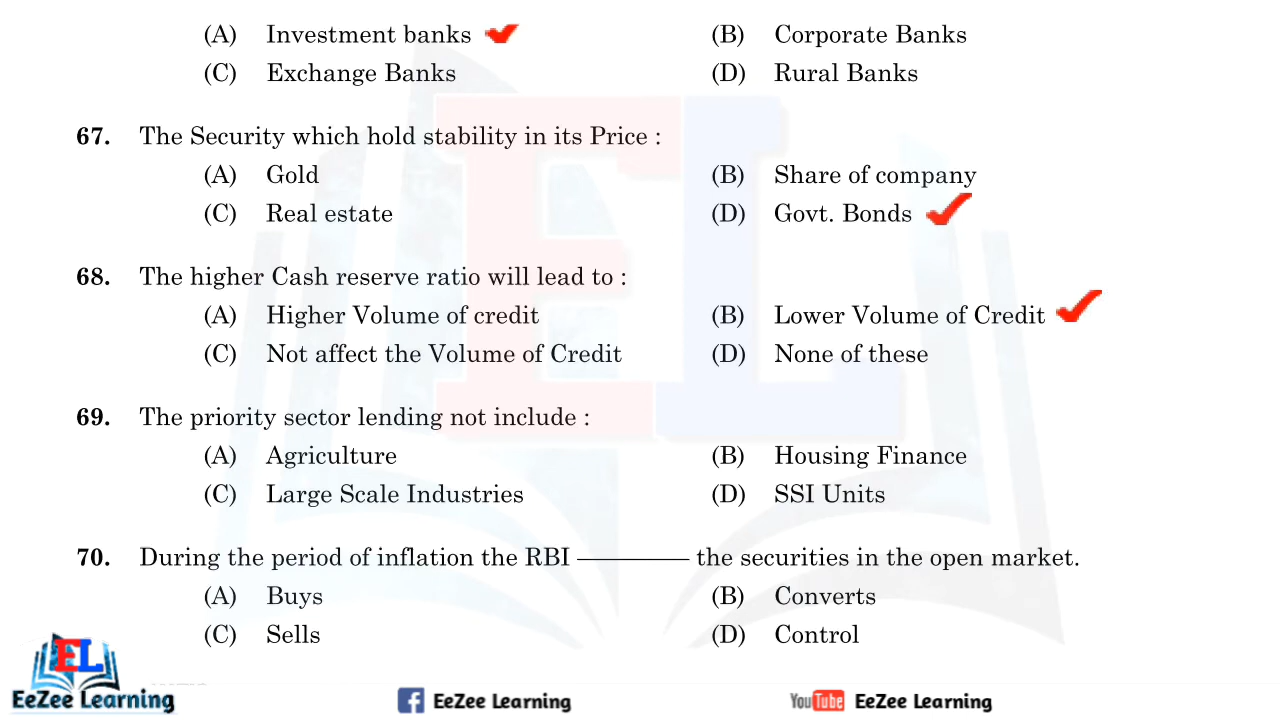 (A) Investment banks (B) Corporate Banks
(C) Exchange Banks (D) Rural Banks
67. The Security which hold stability in its Price :
(A) Gold (B) Share of company
(C) Real estate (D) Govt. Bonds
68. The higher Cash reserve ratio will lead to :
(A) Higher Volume of credit (B) Lower Volume of Credit
(C) Not affect the Volume of Credit (D) None of these
69. The priority sector lending not include :
(A) Agriculture (B) Housing Finance
(C) Large Scale Industries (D) SSI Units
70. During the period of inflation the RBI ———— the securities in the open market.
(A) Buys (B) Converts
(C) Sells (D) Control
EL
EeZee Learning
f EeZee Learning
YouTube EeZee Learning